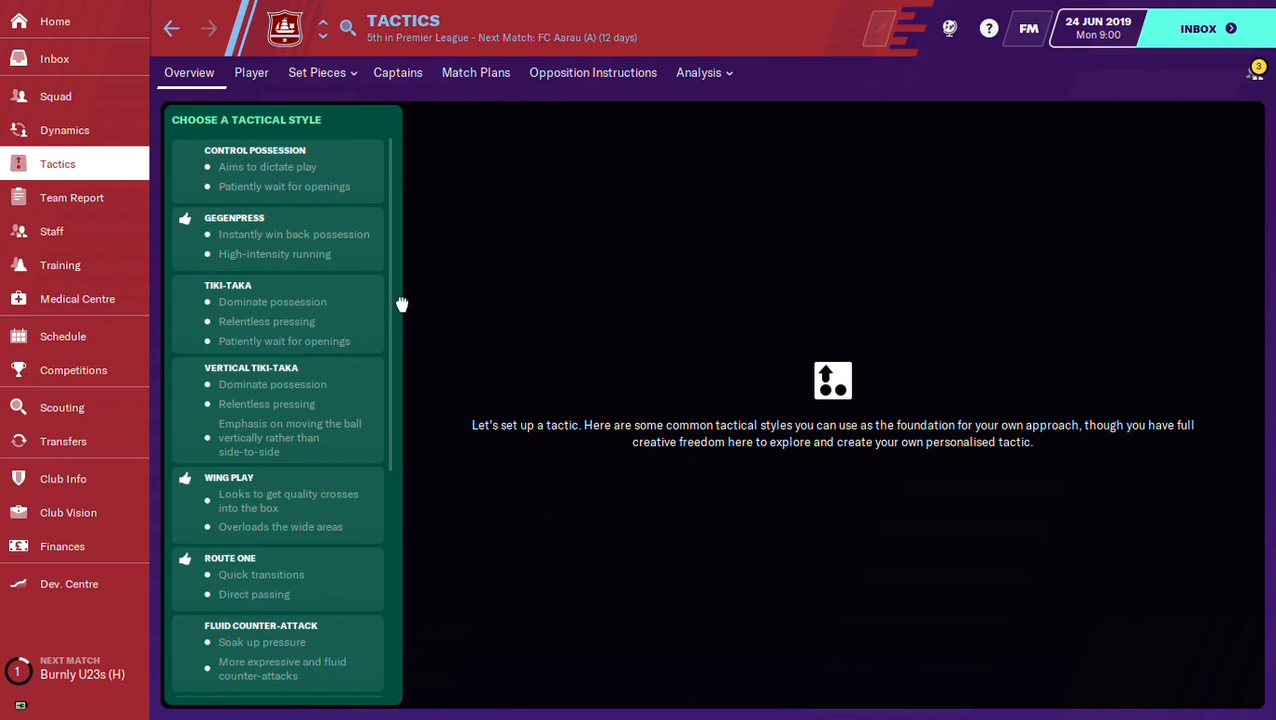 Home
Inbox
Squad
Dynamics
Tactics
Team Report
Staff
Training
Medical Centre
Schedule
Competitions
Scouting
Transfers
Club Info
Club Vision
Finances
Dev. Centre
1
NEXT MATCH
Burnly U23s (H)
TACTICS
5th in Premier League - Next Match: FC Aarau (A) (12 days)
?
FM
24 JUN 2019
Mon 9:00
INBOX
Overview
Player
Set Pieces
Captains
Match Plans
Opposition Instructions
Analysis
3
CHOOSE A TACTICAL STYLE
CONTROL POSSESSION
Aims to dictate play
Patiently wait for openings
GEGENPRESS
Instantly win back possession
High-intensity running
TIKI-TAKA
Dominate possession
Relentless pressing
Patiently wait for openings
VERTICAL TIKI-TAKA
Dominate possession
Relentless pressing
Emphasis on moving the ball
vertically rather than
side-to-side
WING PLAY
Looks to get quality crosses
into the box
Overloads the wide areas
ROUTE ONE
Quick transitions
Direct passing
FLUID COUNTER-ATTACK
Soak up pressure
More expressive and fluid
counter-attacks
Let's set up a tactic. Here are some common tactical styles you can use as the foundation for your own approach, though you have full
creative freedom here to explore and create your own personalised tactic.